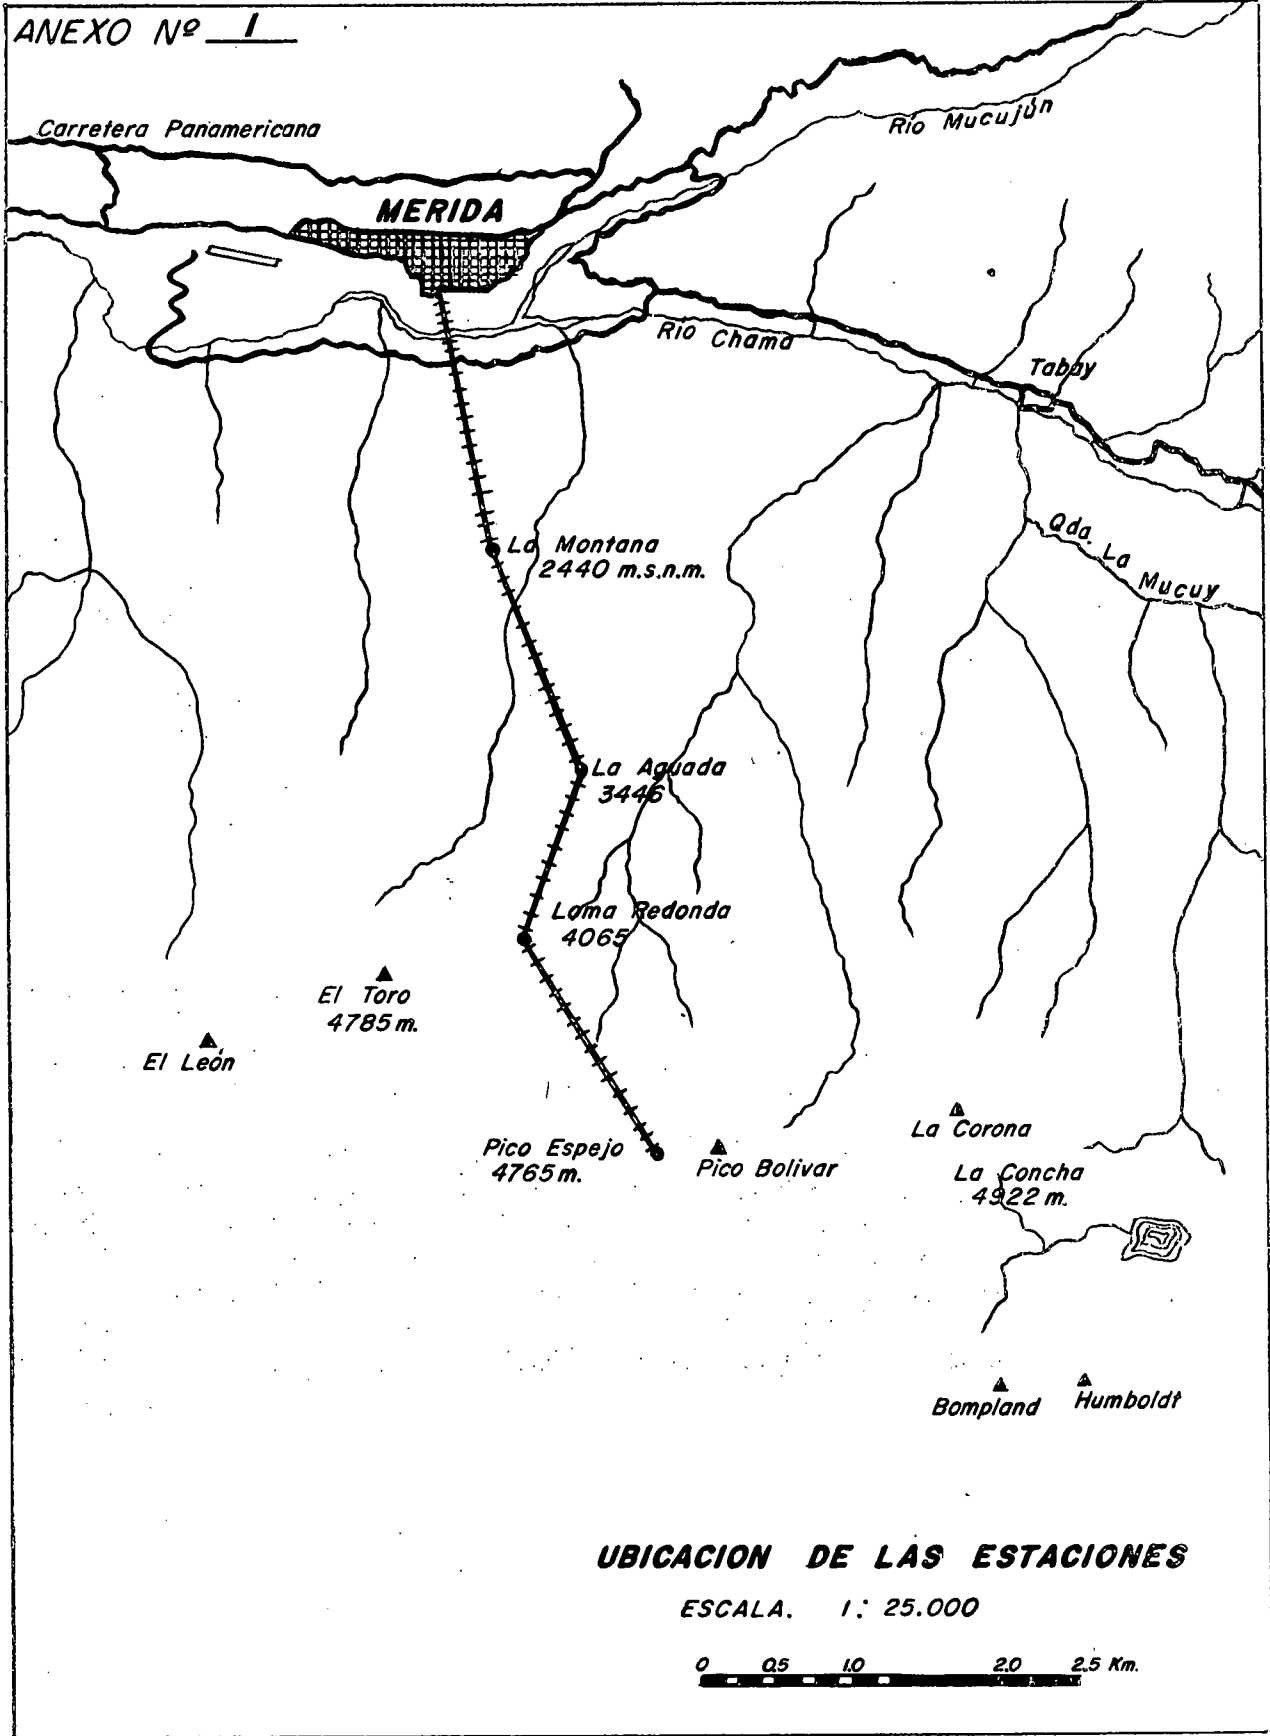 ANEXO Nº 1
Carretera Panamericana
Río Mucujún
MERIDA
Río Chama
Tabay
Qda. La Mucuy
La Montana
2440 m.s.n.m.
La Aguada
3446
Loma Redonda
4065
El Toro
4785 m.
El León
Pico Espejo
4765 m.
Pico Bolivar
La Corona
La Concha
4922 m.
Bompland
Humboldt
UBICACION DE LAS ESTACIONES
ESCALA. 1: 25.000
0 0.5 1.0 2.0 2.5 Km.